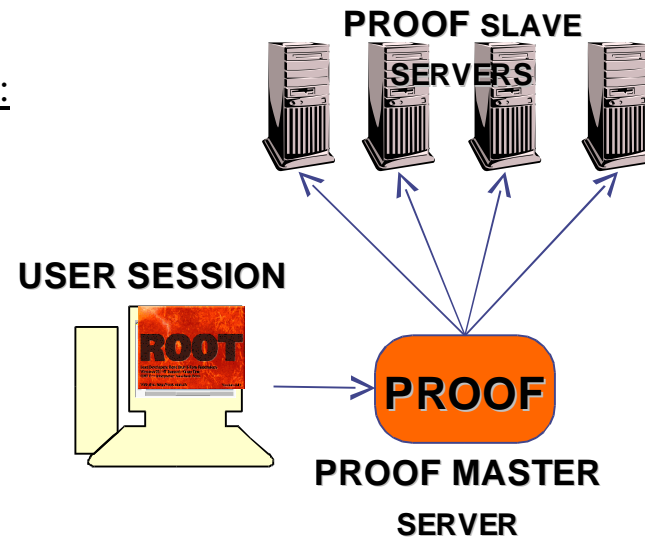 :
PROOF SLAVE
SERVERS
USER SESSION
ROOT
PROOF
PROOF MASTER
SERVER